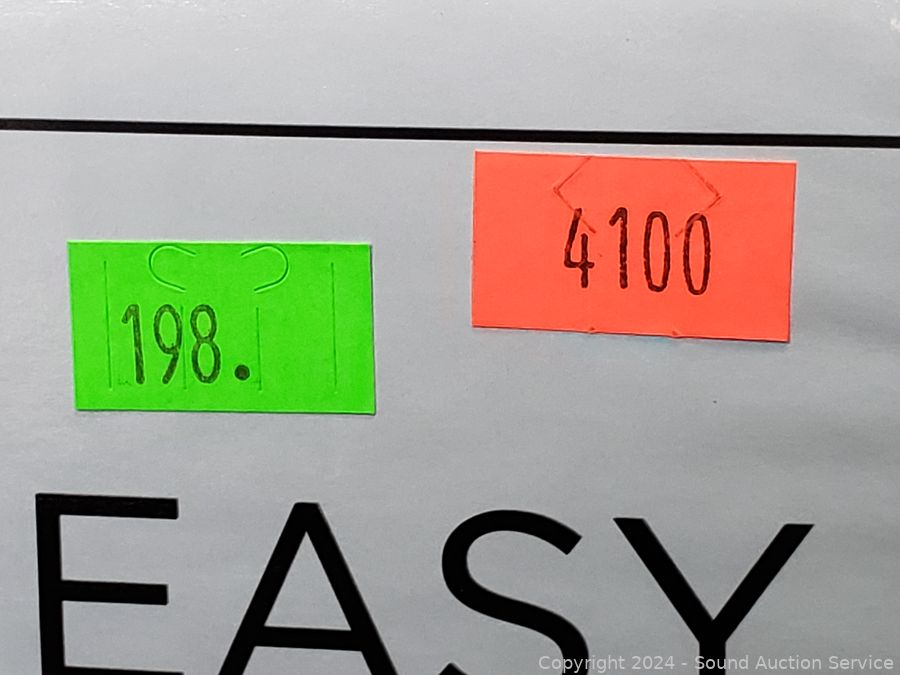 4100
198.
EASY
Copyright 2024 - Sound Auction Service